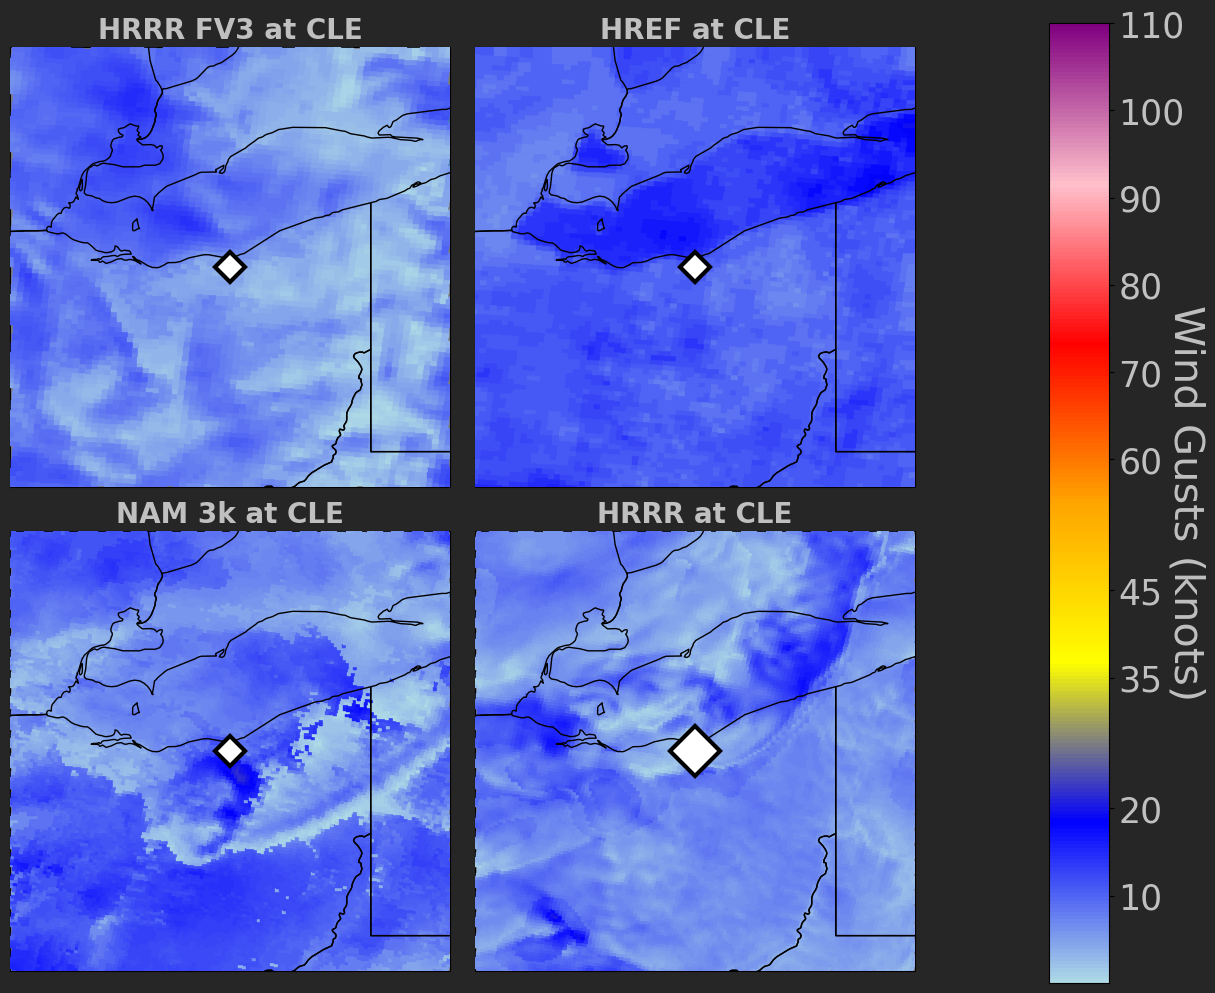 HRRR FV3 at CLE
HREF at CLE
NAM 3k at CLE
HRRR at CLE
110
100
90
80
70
60
45
35
20
10
Wind Gusts (knots)